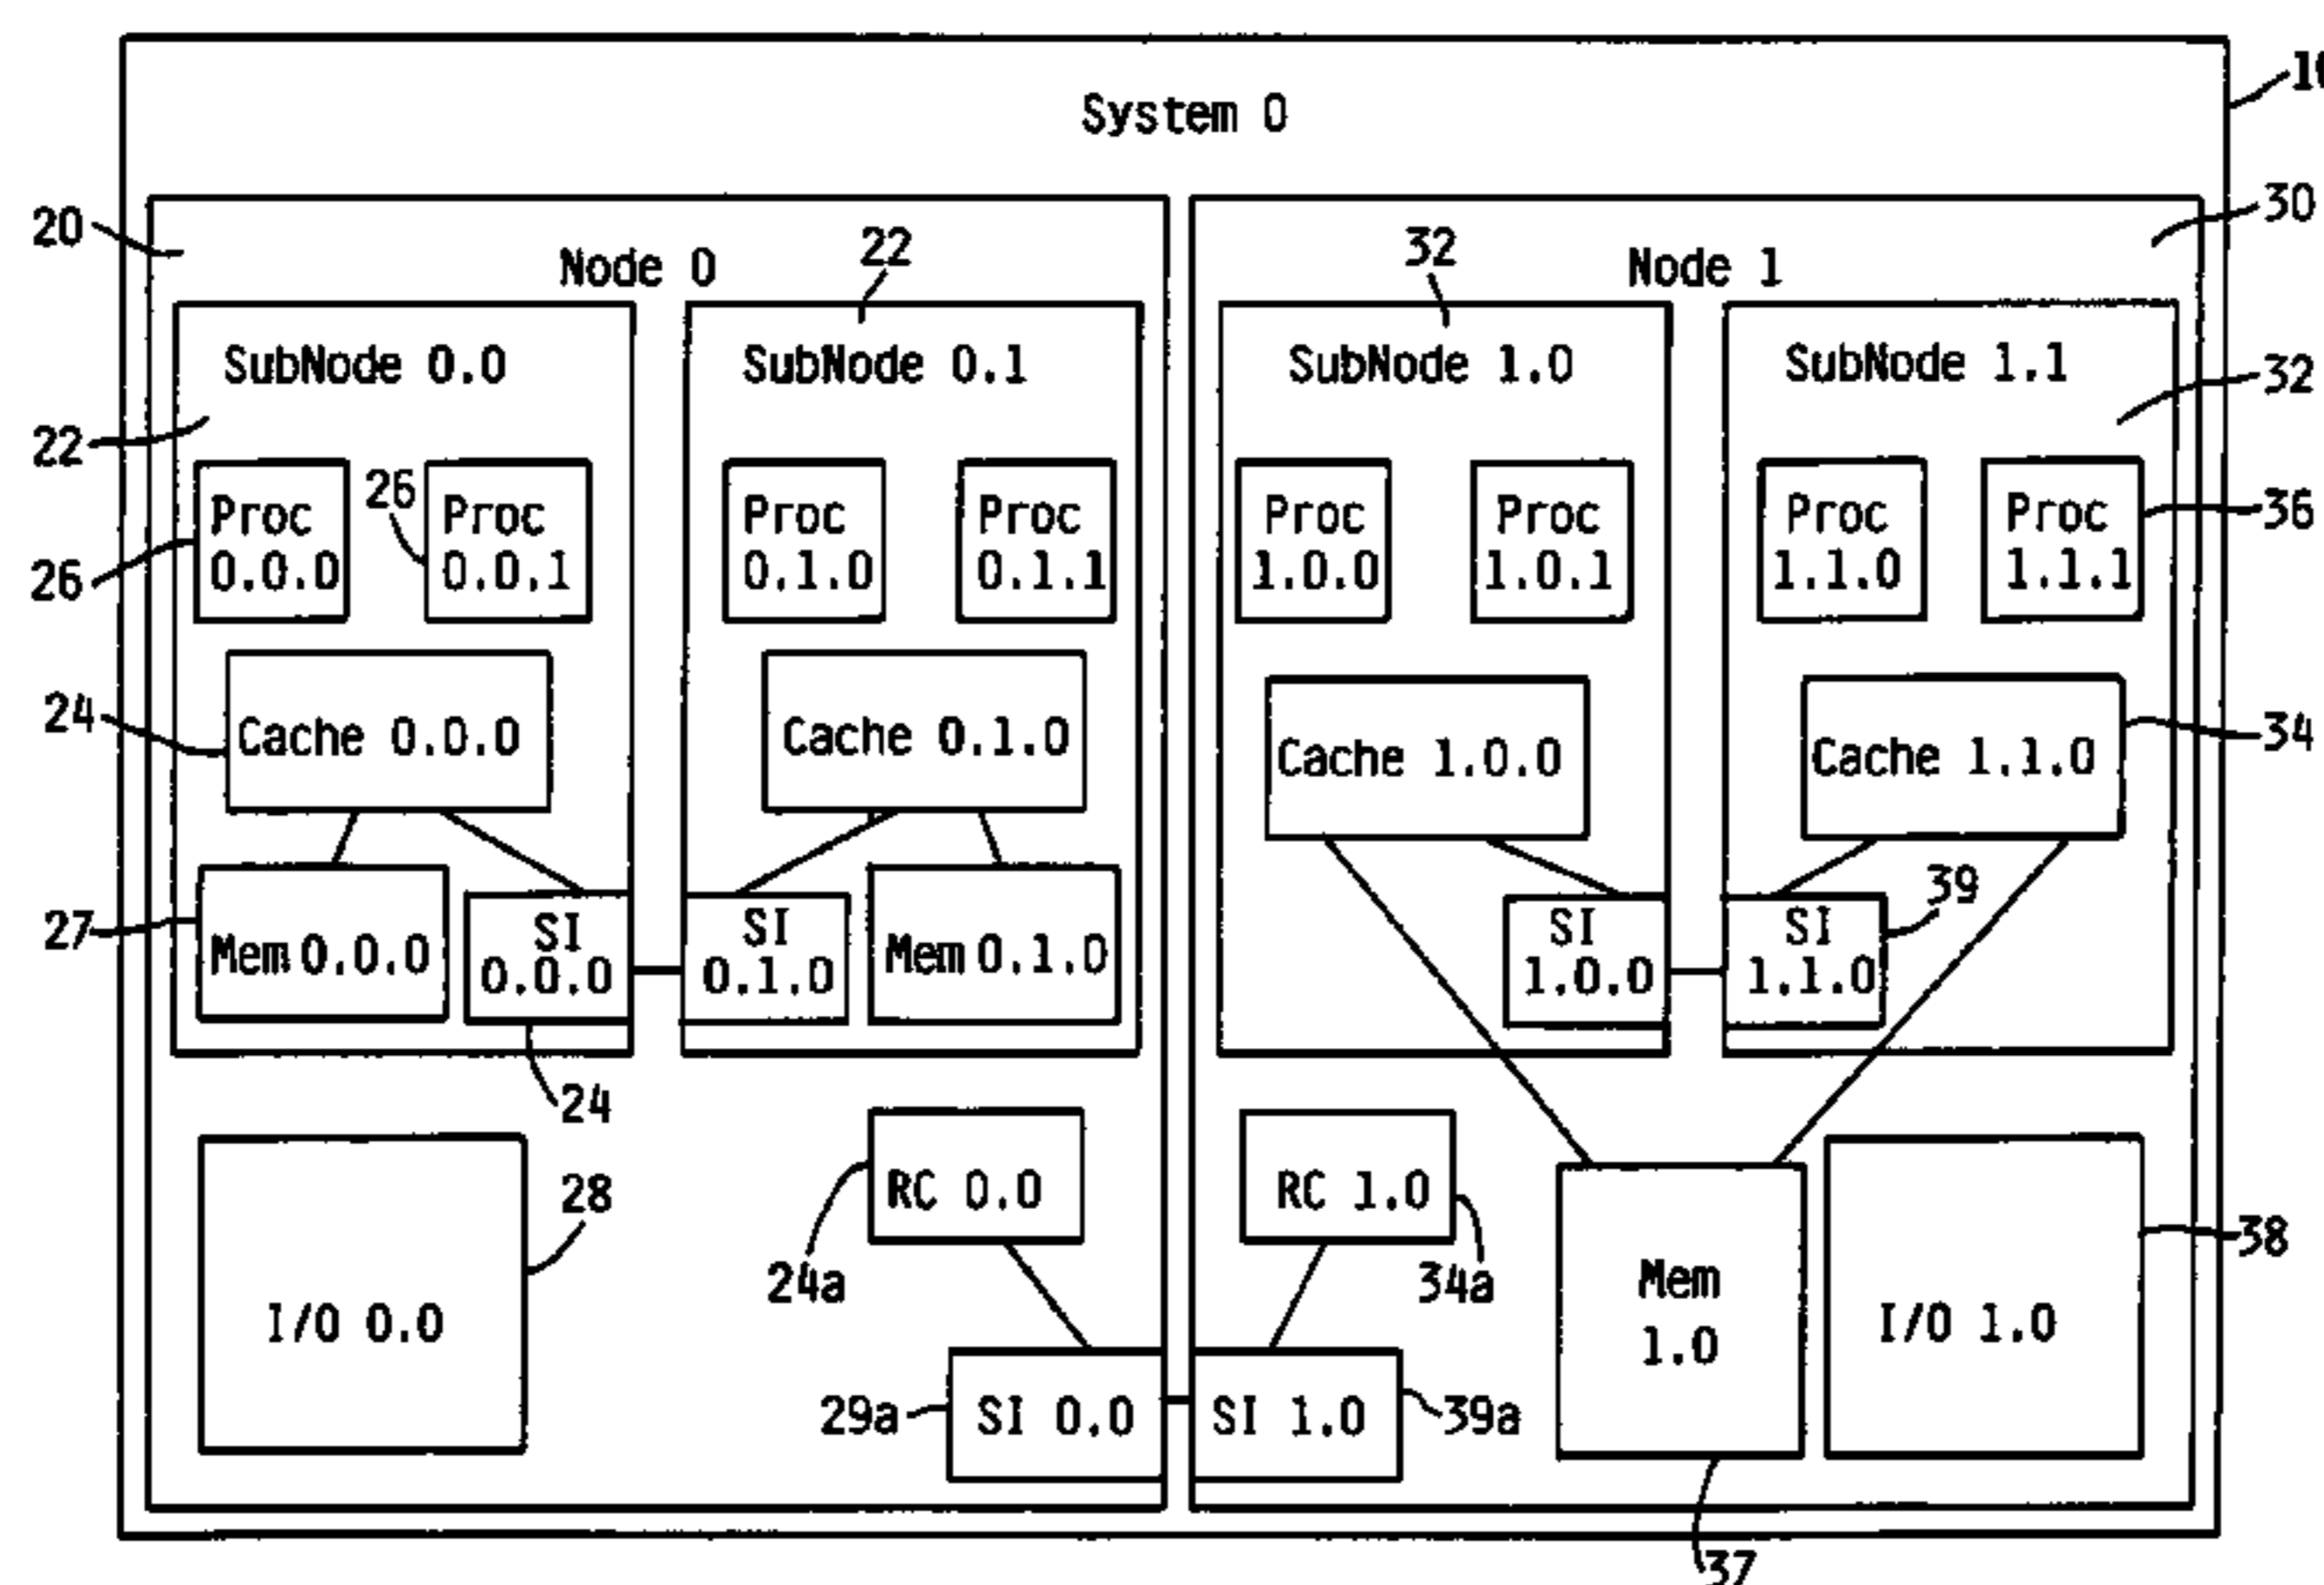 System 0
20
Node 0
22
32
Node 1
30
SubNode 0.0
SubNode 0.1
SubNode 1.0
SubNode 1.1
32
22
26
Proc
0.0.0
26
Proc
0.0.1
Proc
0.1.0
Proc
0.1.1
Proc
1.0.0
Proc
1.0.1
Proc
1.1.0
Proc
1.1.1
36
24
Cache 0.0.0
Cache 0.1.0
Cache 1.0.0
Cache 1.1.0
34
27
Mem 0.0.0
SI
0.0.0
SI
0.1.0
Mem 0.1.0
SI
1.0.0
SI
1.1.0
39
24
28
I/O 0.0
RC 0.0
24a
RC 1.0
34a
Mem
1.0
I/O 1.0
38
29a
SI 0.0
SI 1.0
39a
37